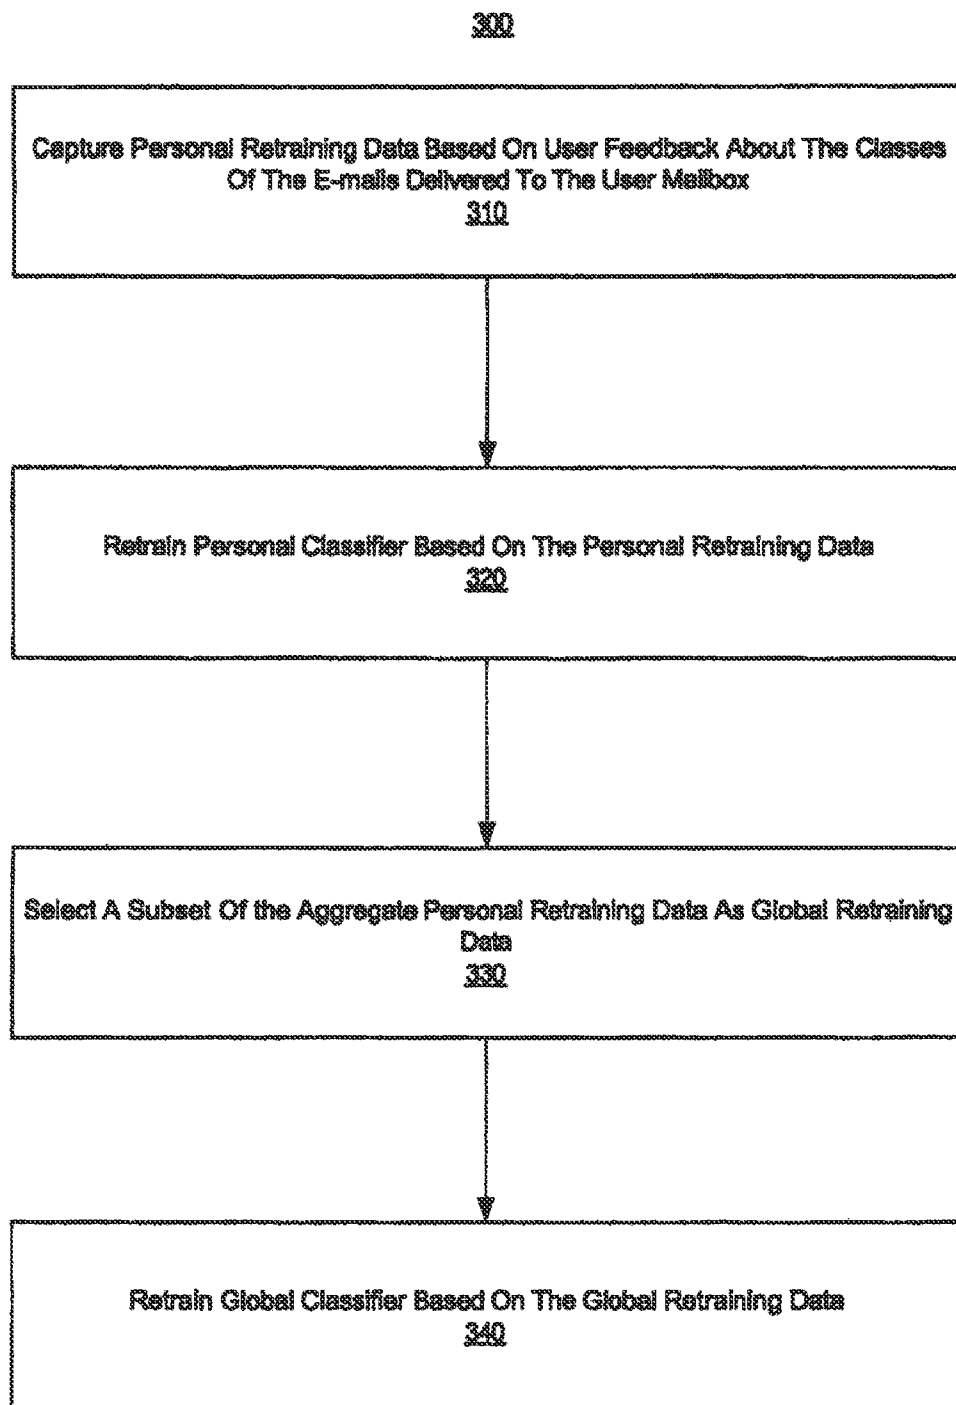 300
Capture Personal Retraining Data Based On User Feedback About The Classes
Of The E-mails Delivered To The User Mailbox
310
Retrain Personal Classifier Based On The Personal Retraining Data
320
Select A Subset Of the Aggregate Personal Retraining Data As Global Retraining
Data
330
Retrain Global Classifier Based On The Global Retraining Data
340